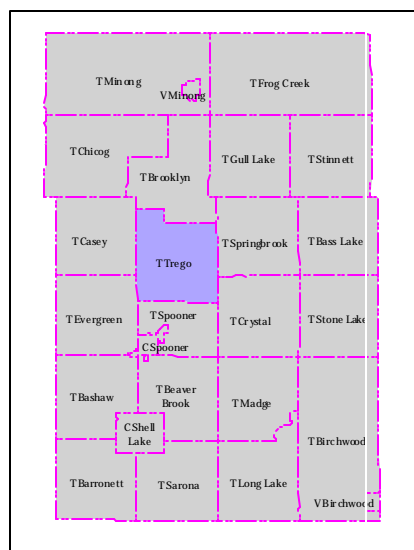 T Minong
T Frog Creek
V Minong
T Chicog
T Gull Lake
T Stinnett
T Brooklyn
T Casey
T Springbrook
T Bass Lake
T Trego
T Evergreen
T Spooner
T Crystal
T Stone Lake
C Spooner
T Bashaw
T Beaver
Brook
T Madge
C Shell
Lake
T Birchwood
T Barronett
T Sarona
T Long Lake
V Birchwood